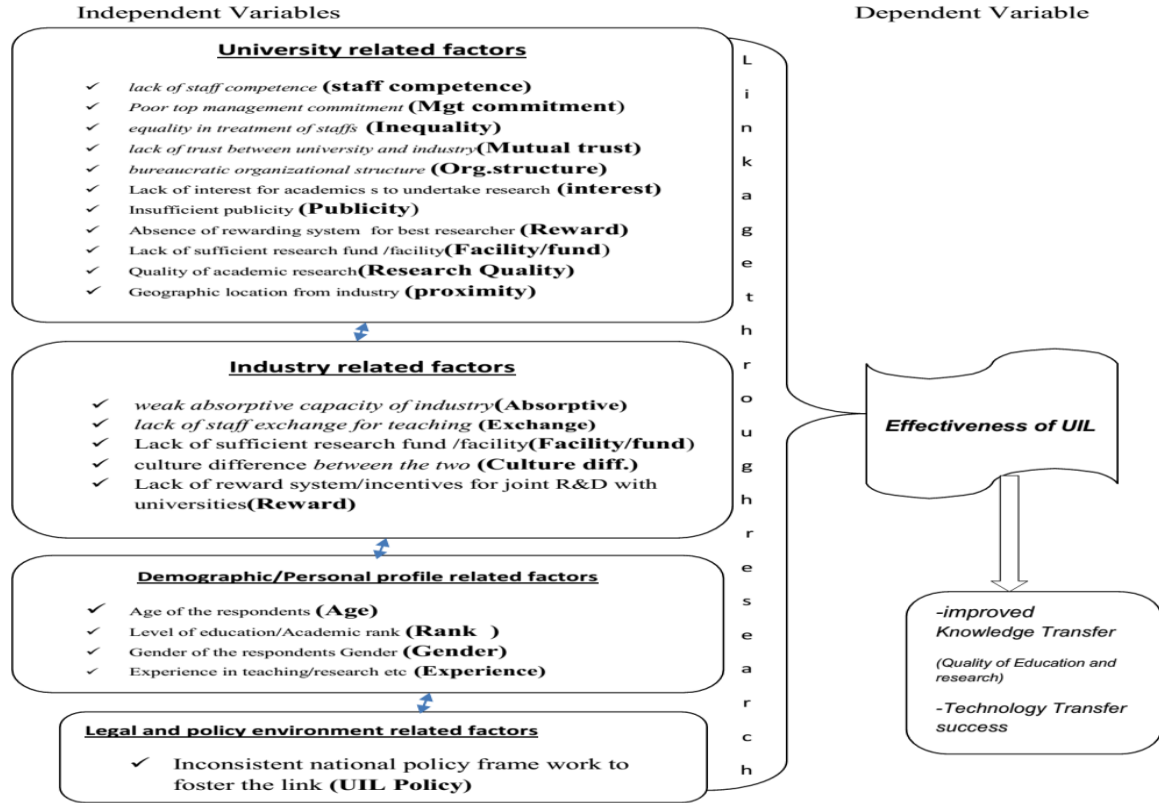 Independent Variables
Dependent Variable
University related factors
✓ lack of staff competence (staff competence)
✓ Poor top management commitment (Mgt commitment)
✓ equality in treatment of staffs (Inequality)
✓ lack of trust between university and industry(Mutual trust)
✓ bureaucratic organizational structure (Org.structure)
✓ Lack of interest for academics s to undertake research (interest)
✓ Insufficient publicity (Publicity)
✓ Absence of rewarding system for best researcher (Reward)
✓ Lack of sufficient research fund /facility(Facility/fund)
✓ Quality of academic research(Research Quality)
✓ Geographic location from industry (proximity)
Industry related factors
✓ weak absorptive capacity of industry(Absorptive)
✓ lack of staff exchange for teaching (Exchange)
✓ Lack of sufficient research fund /facility(Facility/fund)
✓ culture difference between the two (Culture diff.)
✓ Lack of reward system/incentives for joint R&D with
universities(Reward)
Demographic/Personal profile related factors
✓ Age of the respondents (Age)
✓ Level of education/Academic rank (Rank )
✓ Gender of the respondents Gender (Gender)
✓ Experience in teaching/research etc (Experience)
Legal and policy environment related factors
✓ Inconsistent national policy frame work to
foster the link (UIL Policy)
Linkage through research
Effectiveness of UIL
-improved
Knowledge Transfer
(Quality of Education and
research)
-Technology Transfer
success